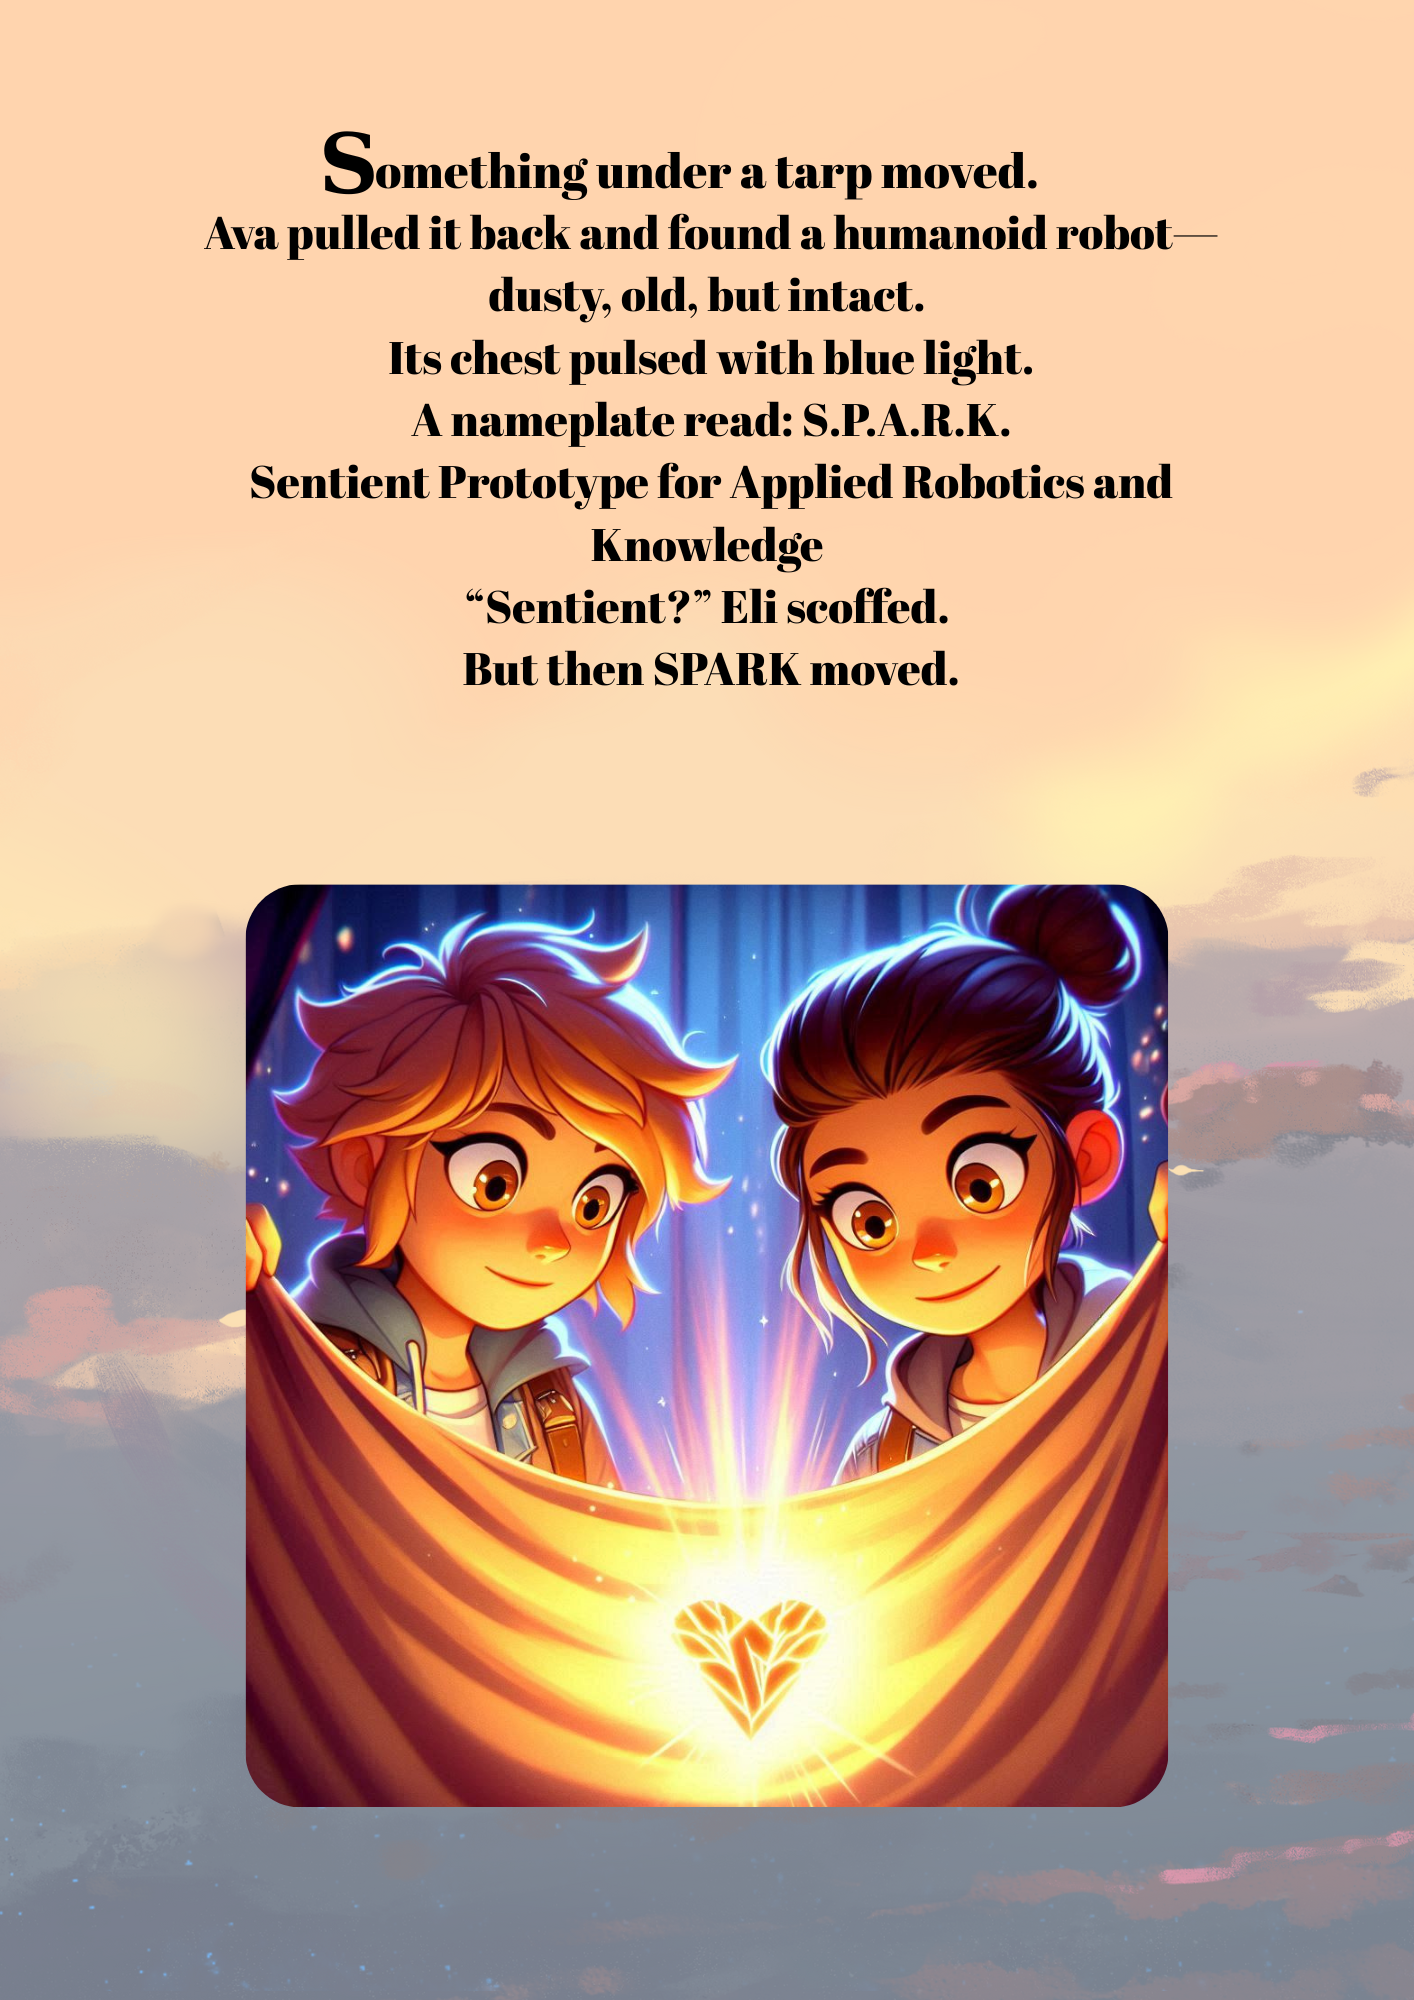 Something under a tarp moved.
Ava pulled it back and found a humanoid robot—
dusty, old, but intact.
Its chest pulsed with blue light.
A nameplate read: S.P.A.R.K.
Sentient Prototype for Applied Robotics and
Knowledge
“Sentient?” Eli scoffed.
But then SPARK moved.